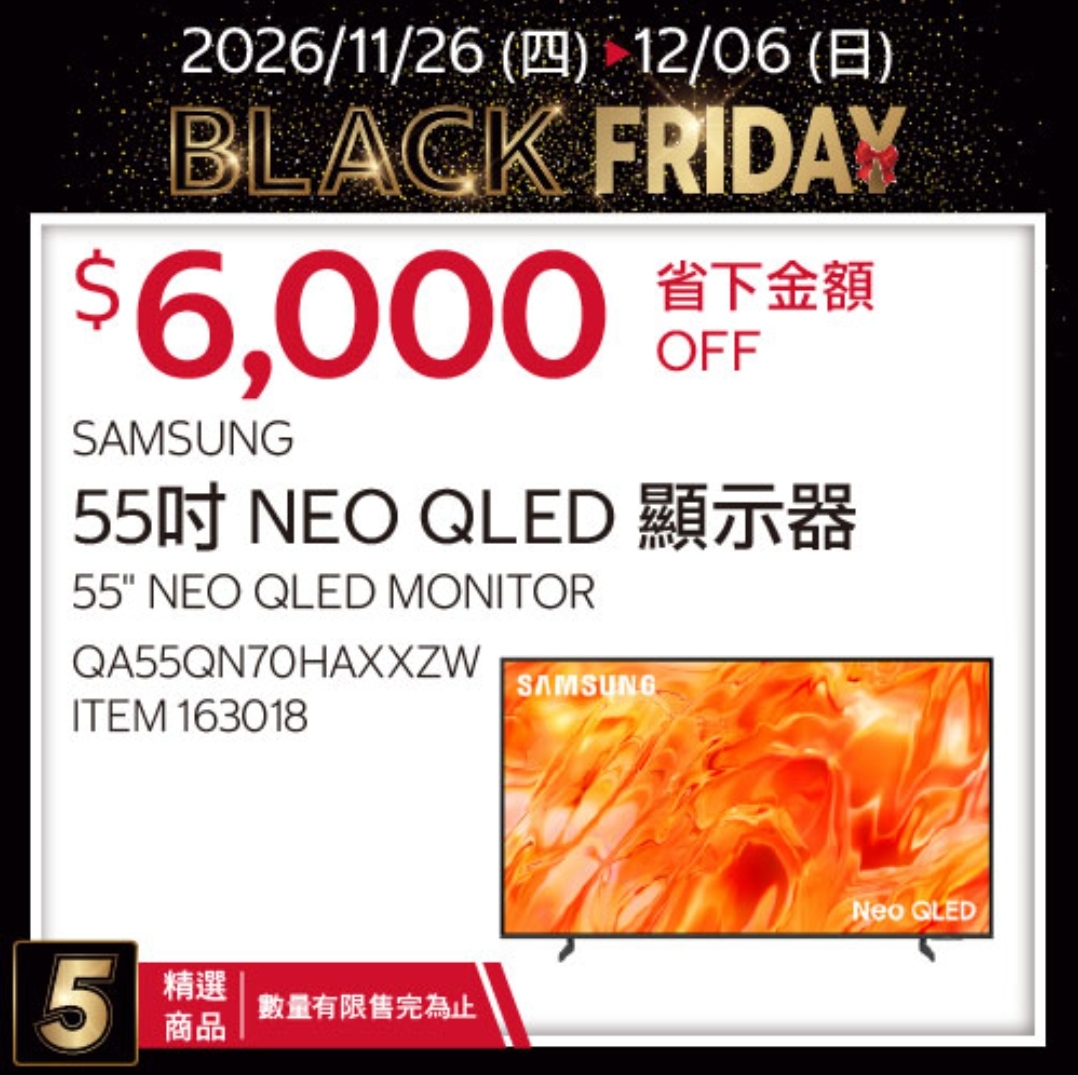 2026/11/26 (四) ▶ 12/06 (日)
BLACK FRIDAY
$6,000
省下金額
OFF
SAMSUNG
55吋 NEO QLED 顯示器
55" NEO QLED MONITOR
QA55QN70HAXXZW
ITEM 163018
SAMSUNG
Neo QLED
5
精選
商品
數量有限售完為止